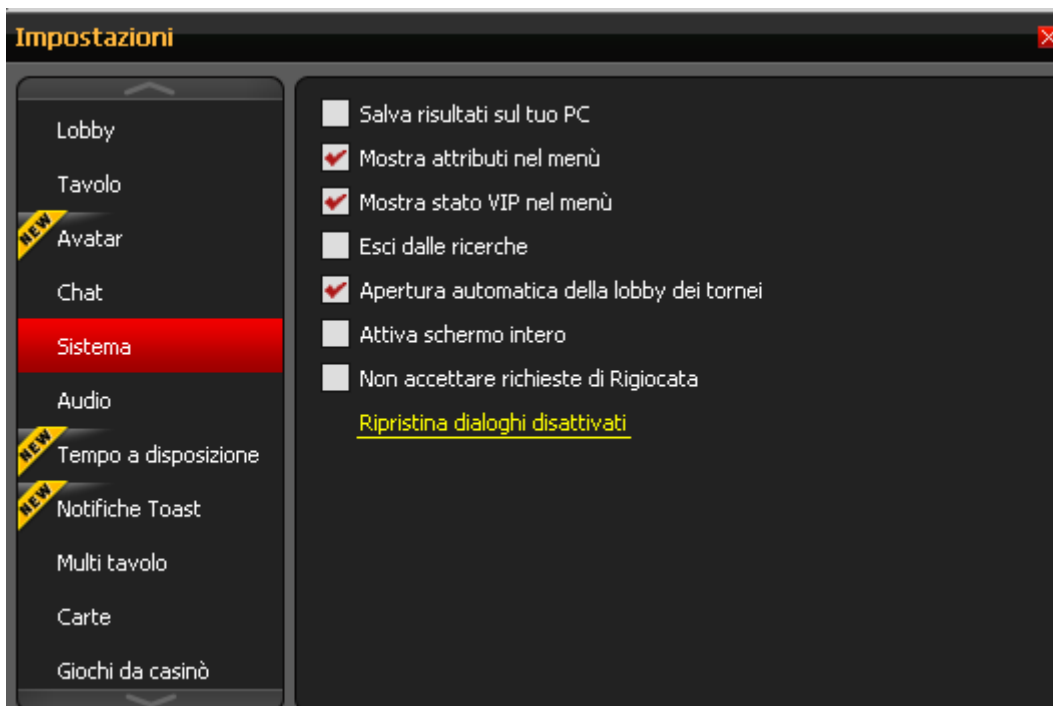 Impostazioni
Lobby
Tavolo
NEW
Avatar
Chat
Sistema
Audio
NEW
Tempo a disposizione
NEW
Notifiche Toast
Multi tavolo
Carte
Giochi da casinò
Salva risultati sul tuo PC
Mostra attributi nel menù
Mostra stato VIP nel menù
Esci dalle ricerche
Apertura automatica della lobby dei tornei
Attiva schermo intero
Non accettare richieste di Rigiocata
Ripristina dialoghi disattivati